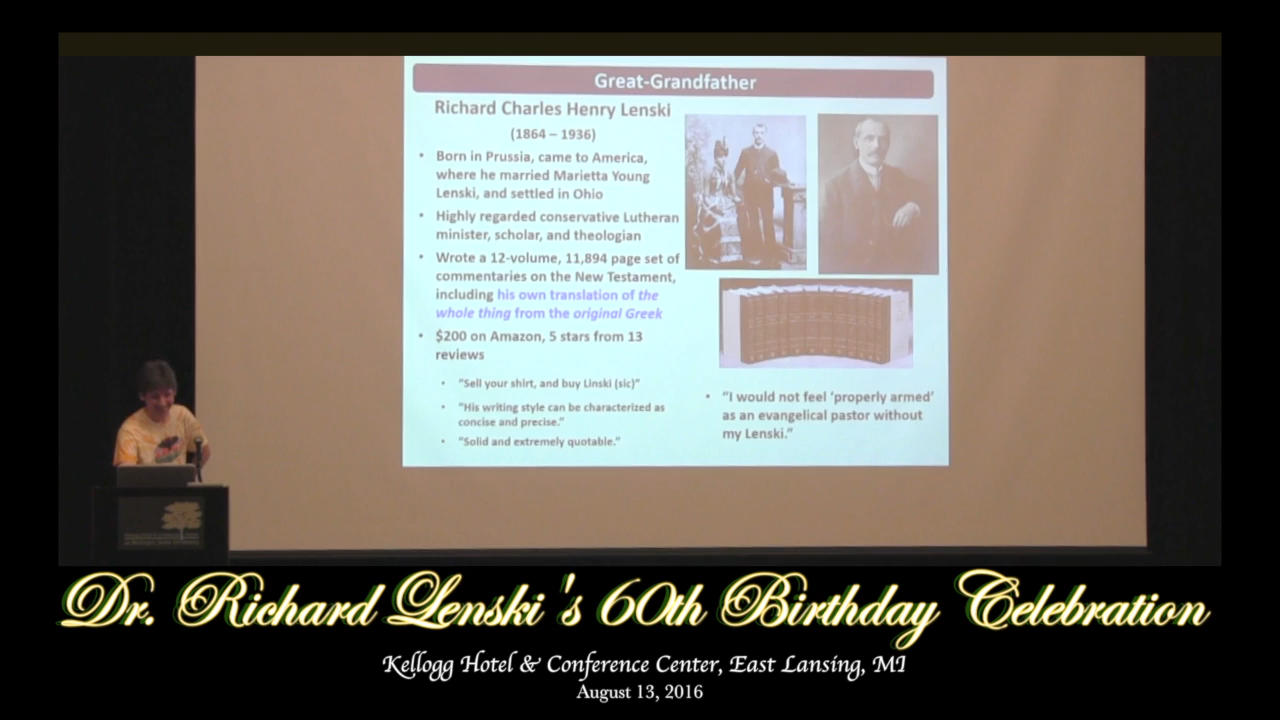 Great-Grandfather
Richard Charles Henry Lenski
(1864 – 1936)
• Born in Prussia, came to America,
where he married Marietta Young
Lenski, and settled in Ohio
• Highly regarded conservative Lutheran
minister, scholar, and theologian
• Wrote a 12-volume, 11,894 page set of
commentaries on the New Testament,
including his own translation of the
whole thing from the original Greek
• $200 on Amazon, 5 stars from 13
reviews
• "Sell your shirt, and buy Linski (sic)"
• "His writing style can be characterized as
concise and precise."
• "Solid and extremely quotable."
• "I would not feel 'properly armed'
as an evangelical pastor without
my Lenski."
Dr. Richard Lenski's 60th Birthday Celebration
Kellogg Hotel & Conference Center, East Lansing, MI
August 13, 2016